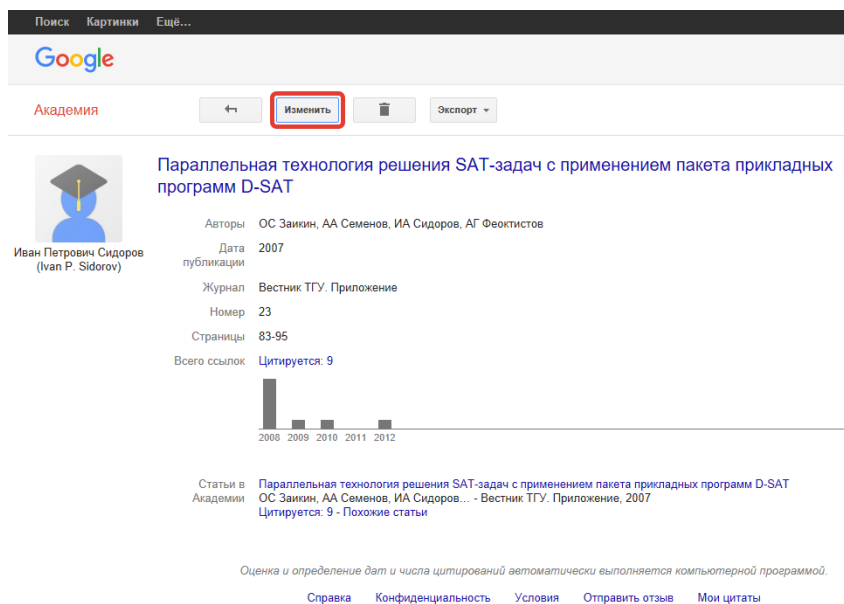 Поиск Картинки Ещё...
Google
Академия Изменить Экспорт
Параллельная технология решения SAT-задач с применением пакета прикладных
программ D-SAT
Иван Петрович Сидоров
(Ivan P. Sidorov)
Авторы ОС Заикин, АА Семенов, ИА Сидоров, АГ Феоктистов
Дата 2007
публикации
Журнал Вестник ТГУ. Приложение
Номер 23
Страницы 83-95
Всего ссылок Цитируется: 9
2008 2009 2010 2011 2012
Статьи в Параллельная технология решения SAT-задач с применением пакета прикладных программ D-SAT
Академии ОС Заикин, АА Семенов, ИА Сидоров... - Вестник ТГУ. Приложение, 2007
Цитируется: 9 - Похожие статьи
Оценка и определение дат и числа цитирований автоматически выполняется компьютерной программой.
Справка Конфиденциальность Условия Отправить отзыв Мои цитаты